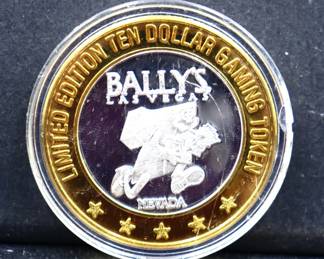 LIMITED EDITION TEN DOLLAR GAMING TOKEN
BALLY'S
LAS VEGAS
NEVADA